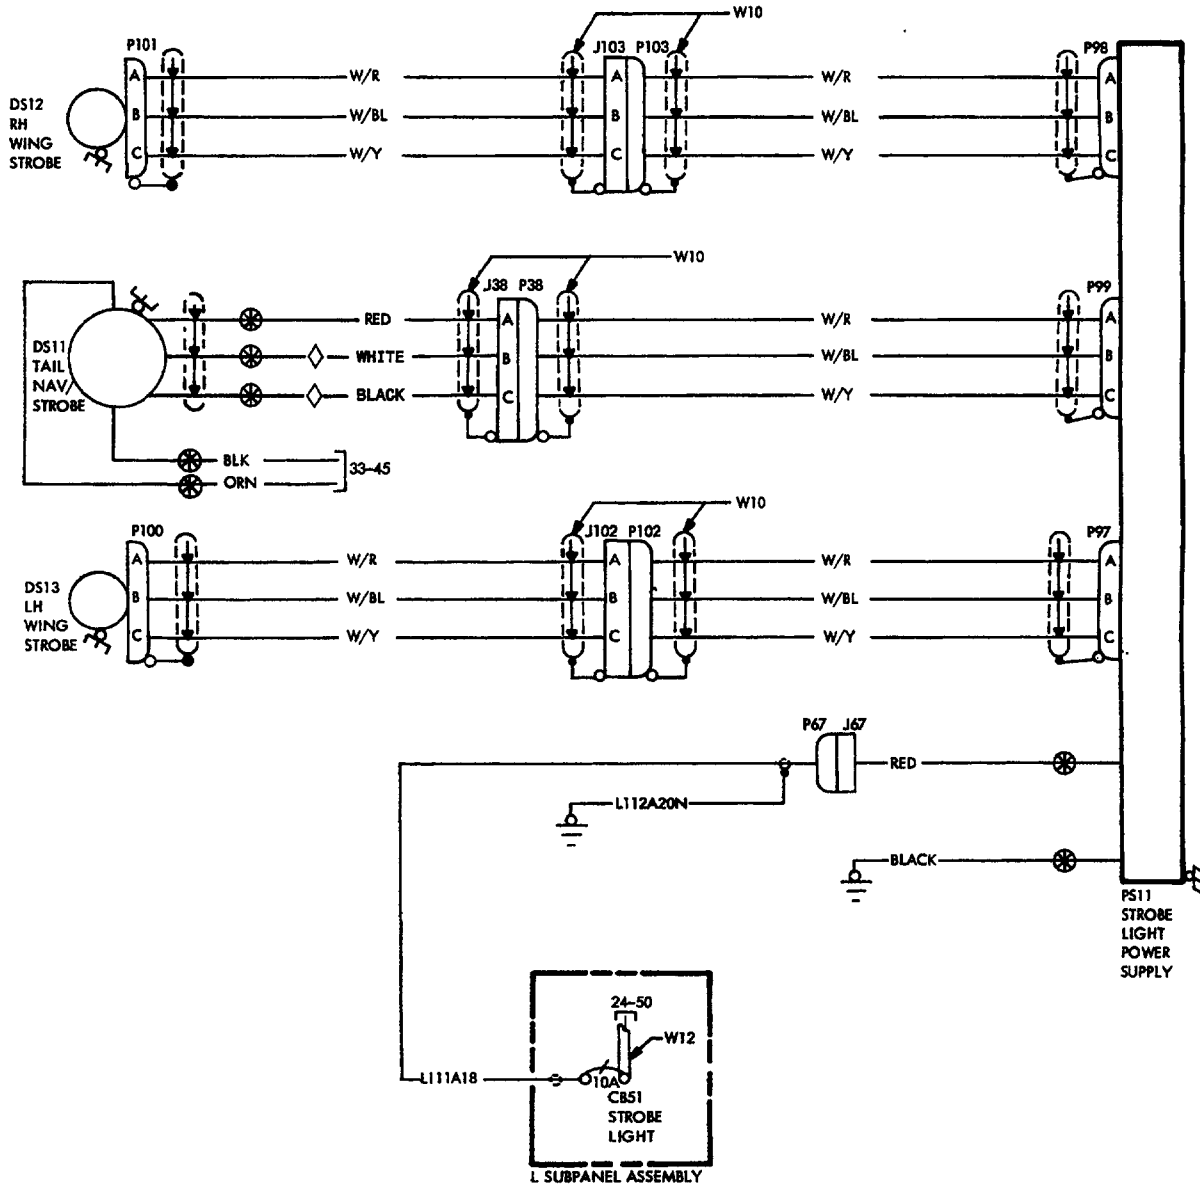 W10
P101
J103 P103
P98
A W/R A W/R A
B W/BL B W/BL B
C W/Y C W/Y C
DS12
RH
WING
STROBE
W10
J38 P38
P99
RED A W/R A
WHITE B W/BL B
BLACK C W/Y C
DS11
TAIL
NAV/
STROBE
BLK
ORN
33-45
W10
P100
J102 P102
P97
A W/R A W/R A
B W/BL B W/BL B
C W/Y C W/Y C
DS13
LH
WING
STROBE
P67 J67
RED
L112A20N
BLACK
PS11
STROBE
LIGHT
POWER
SUPPLY
24-50
W12
L111A18
10A
CB51
STROBE
LIGHT
L SUBPANEL ASSEMBLY